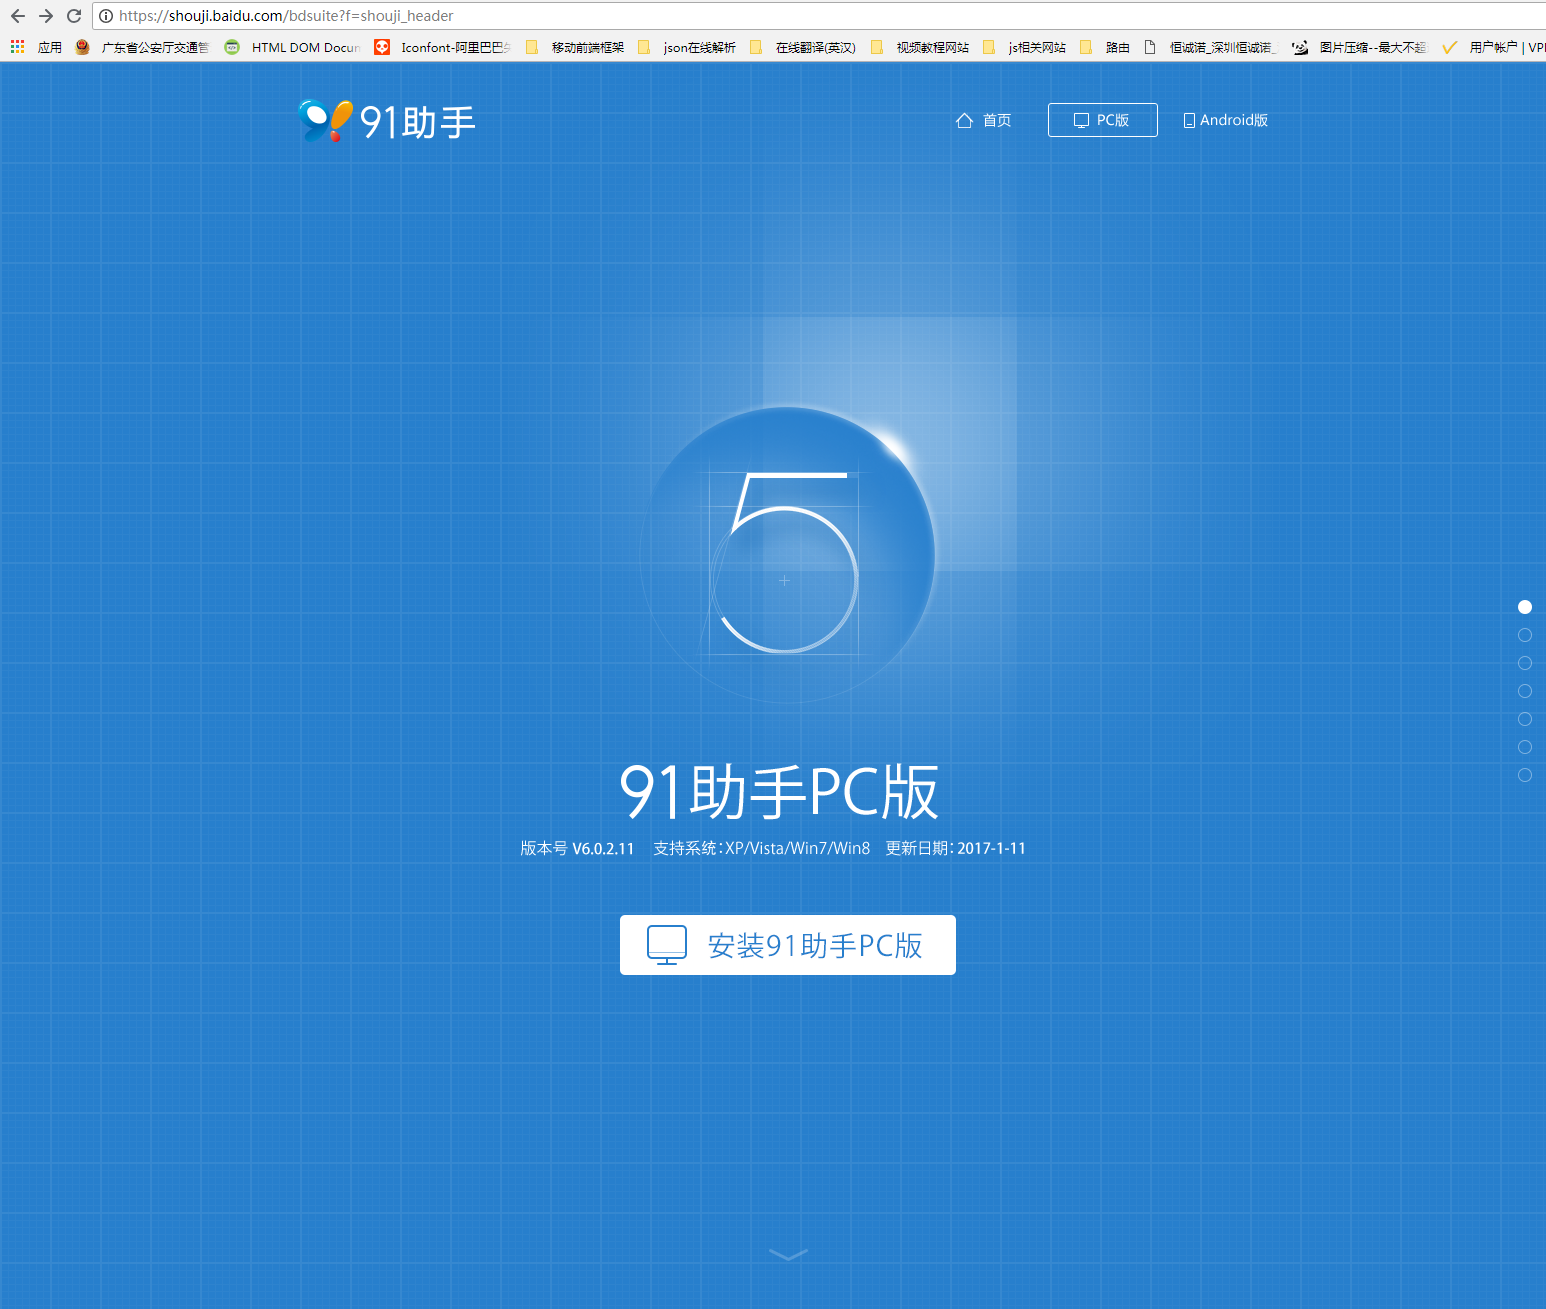 https://shouji.baidu.com/bdsuite?f=shouji_header
应用 广东省公安厅交通管 HTML DOM Docum Iconfont-阿里巴巴矢 移动前端框架 json在线解析 在线翻译(英汉) 视频教程网站 js相关网站 路由 恒诚诺_深圳恒诚诺_ 图片压缩--最大不超 用户帐户 | VPI
91助手 首页 PC版 Android版
5
91助手PC版
版本号 V6.0.2.11 支持系统：XP/Vista/Win7/Win8 更新日期：2017-1-11
安装91助手PC版